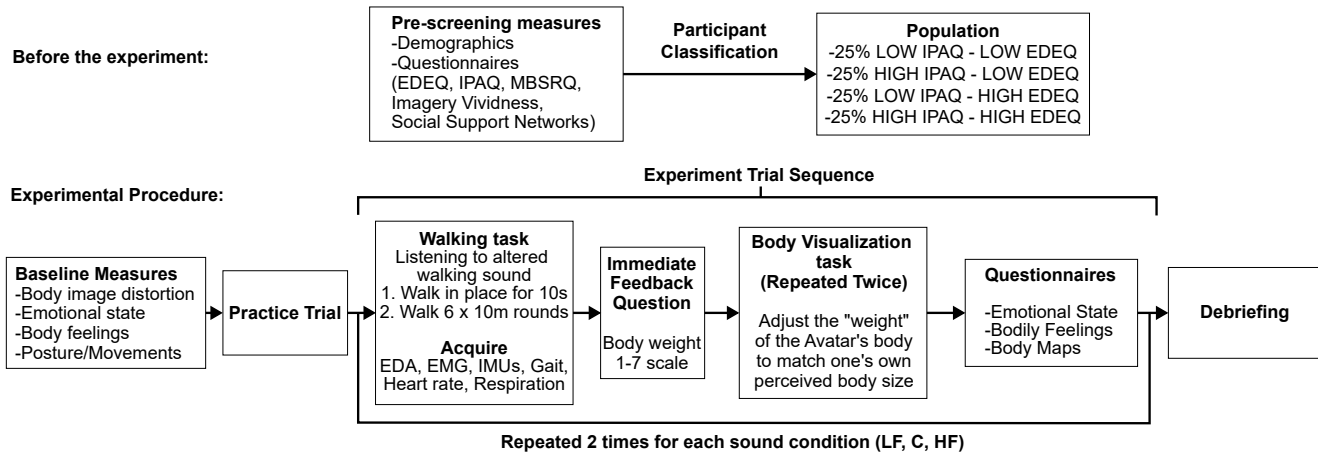 Before the experiment:
Pre-screening measures
-Demographics
-Questionnaires
(EDEQ, IPAQ, MBSRQ,
Imagery Vividness,
Social Support Networks)
Participant
Classification
Population
-25% LOW IPAQ - LOW EDEQ
-25% HIGH IPAQ - LOW EDEQ
-25% LOW IPAQ - HIGH EDEQ
-25% HIGH IPAQ - HIGH EDEQ
Experimental Procedure:
Experiment Trial Sequence
Baseline Measures
-Body image distortion
-Emotional state
-Body feelings
-Posture/Movements
Practice Trial
Walking task
Listening to altered
walking sound
1. Walk in place for 10s
2. Walk 6 x 10m rounds
Acquire
EDA, EMG, IMUs, Gait,
Heart rate, Respiration
Immediate
Feedback
Question
Body weight
1-7 scale
Body Visualization
task
(Repeated Twice)
Adjust the "weight"
of the Avatar's body
to match one's own
perceived body size
Questionnaires
-Emotional State
-Bodily Feelings
-Body Maps
Debriefing
Repeated 2 times for each sound condition (LF, C, HF)